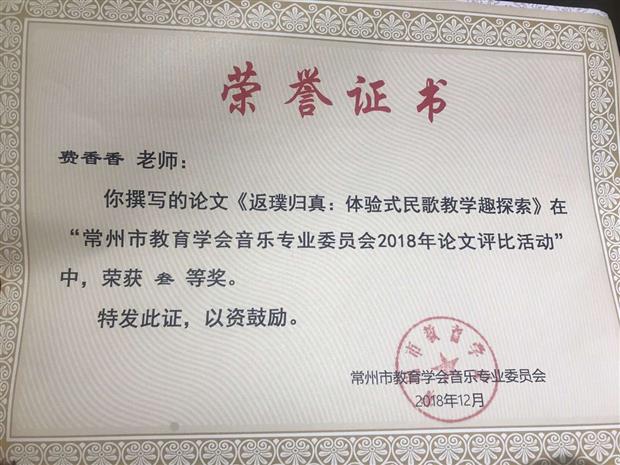 荣誉证书
费香香 老师：
你撰写的论文《返璞归真：体验式民歌教学趣探索》在
“常州市教育学会音乐专业委员会2018年论文评比活动”
中，荣获 叁 等奖。
特发此证，以资鼓励。
市教育学
常州市教育学会音乐专业委员会
2018年12月